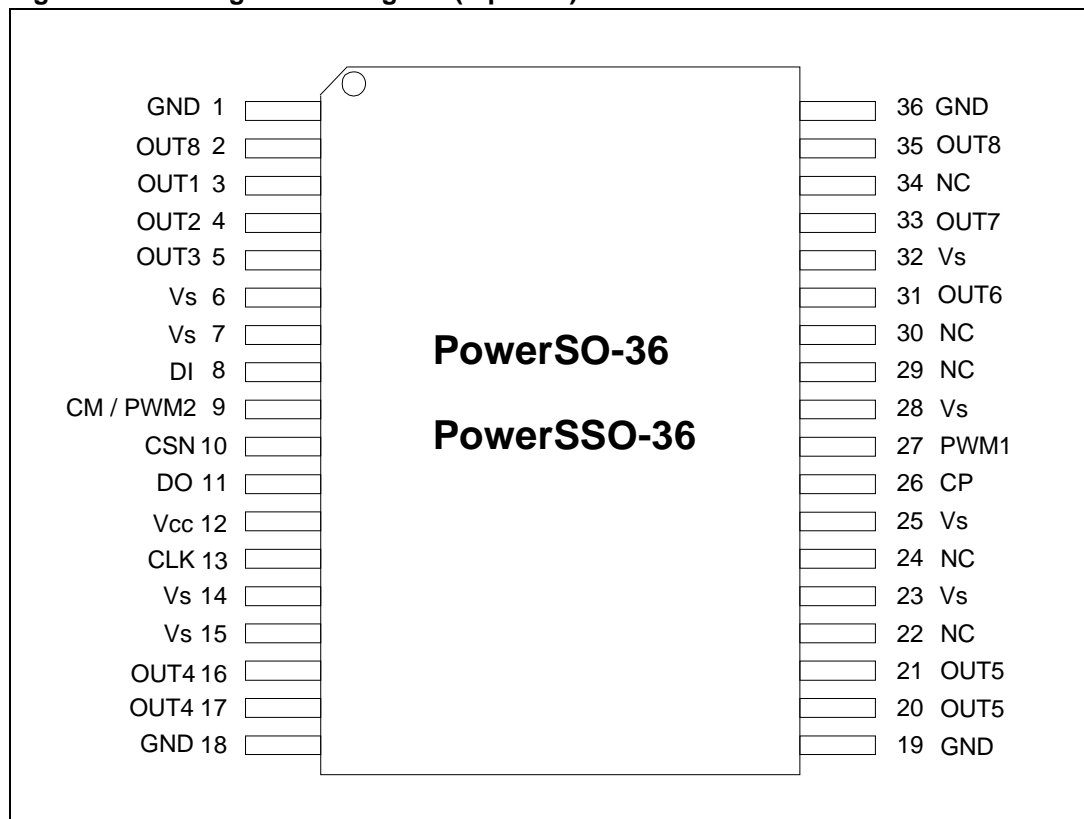 GND 1
OUT8 2
OUT1 3
OUT2 4
OUT3 5
Vs 6
Vs 7
DI 8
CM / PWM2 9
CSN 10
DO 11
Vcc 12
CLK 13
Vs 14
Vs 15
OUT4 16
OUT4 17
GND 18
PowerSO-36
PowerSSO-36
36 GND
35 OUT8
34 NC
33 OUT7
32 Vs
31 OUT6
30 NC
29 NC
28 Vs
27 PWM1
26 CP
25 Vs
24 NC
23 Vs
22 NC
21 OUT5
20 OUT5
19 GND